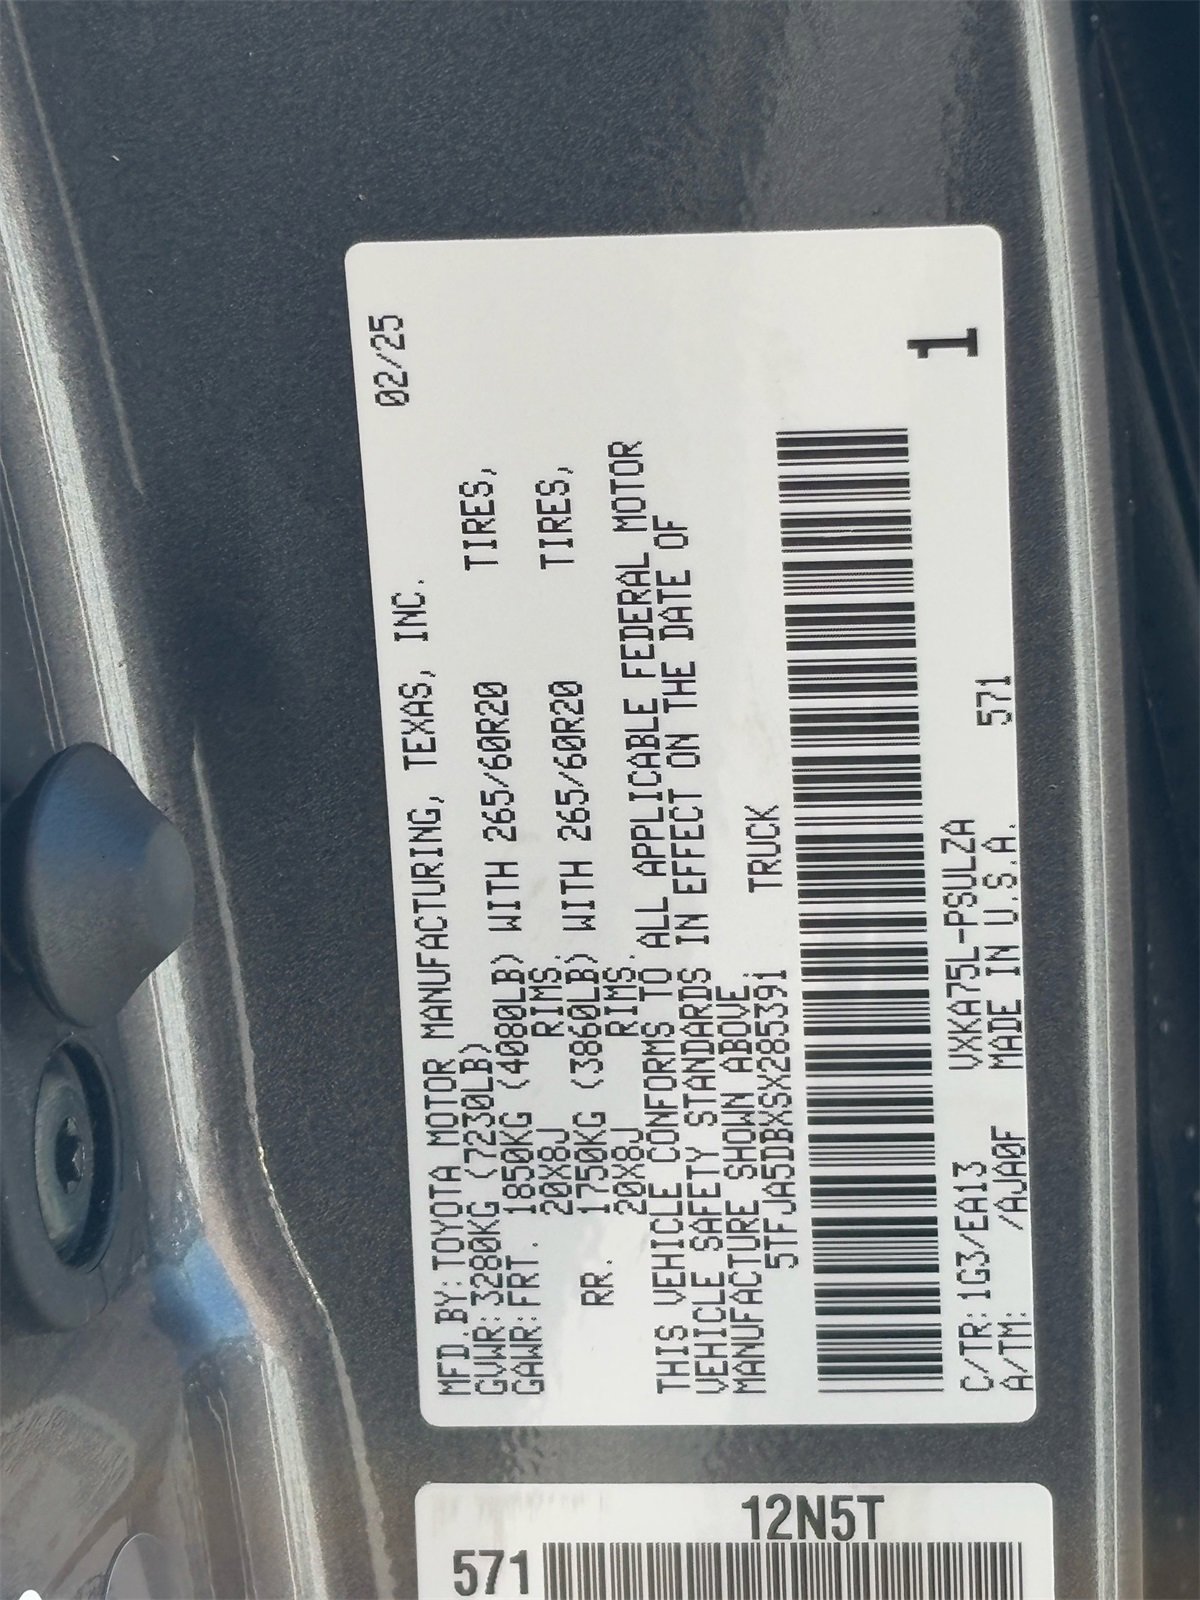 MFD.BY:TOYOTA MOTOR MANUFACTURING, TEXAS, INC. 02/25
GVWR:3280KG (7230LB)
GAWR:FRT. 1850KG (4080LB) WITH 265/60R20 TIRES,
20X8J RIMS.
RR. 1750KG (3860LB) WITH 265/60R20 TIRES,
20X8J RIMS.
THIS VEHICLE CONFORMS TO ALL APPLICABLE FEDERAL MOTOR
VEHICLE SAFETY STANDARDS IN EFFECT ON THE DATE OF
MANUFACTURE SHOWN ABOVE.
5TFJA5DBXSX285391 TRUCK
1
C/TR:1G3/EA13 VXKA75L-PSULZA
A/TM: /AJA0F MADE IN U.S.A. 571
12N5T
571